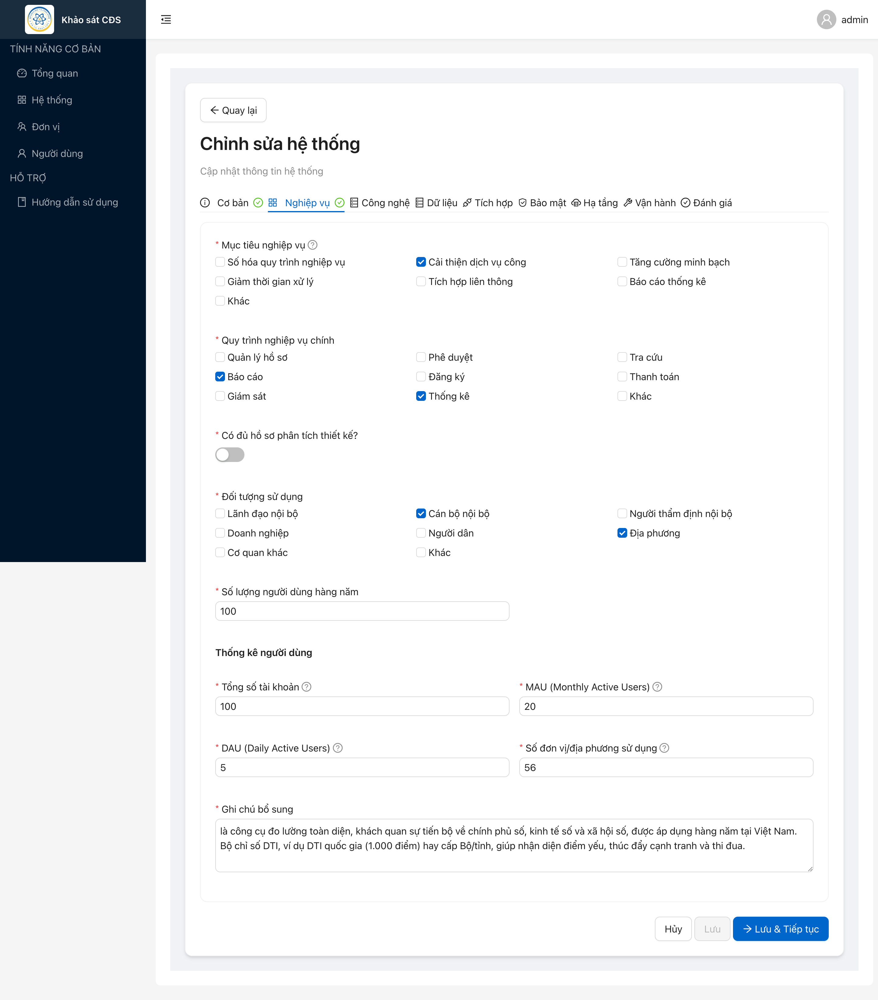 Khảo sát CĐS
admin
TÍNH NĂNG CƠ BẢN
Tổng quan
Hệ thống
Đơn vị
Người dùng
HỖ TRỢ
Hướng dẫn sử dụng
Quay lại
Chỉnh sửa hệ thống
Cập nhật thông tin hệ thống
Cơ bản Nghiệp vụ Công nghệ Dữ liệu Tích hợp Bảo mật Hạ tầng Vận hành Đánh giá
* Mục tiêu nghiệp vụ
Số hóa quy trình nghiệp vụ Cải thiện dịch vụ công Tăng cường minh bạch
Giảm thời gian xử lý Tích hợp liên thông Báo cáo thống kê
Khác
* Quy trình nghiệp vụ chính
Quản lý hồ sơ Phê duyệt Tra cứu
Báo cáo Đăng ký Thanh toán
Giám sát Thống kê Khác
* Có đủ hồ sơ phân tích thiết kế?
* Đối tượng sử dụng
Lãnh đạo nội bộ Cán bộ nội bộ Người thẩm định nội bộ
Doanh nghiệp Người dân Địa phương
Cơ quan khác Khác
* Số lượng người dùng hàng năm
100
Thống kê người dùng
* Tổng số tài khoản * MAU (Monthly Active Users)
100 20
* DAU (Daily Active Users) * Số đơn vị/địa phương sử dụng
5 56
* Ghi chú bổ sung
là công cụ đo lường toàn diện, khách quan sự tiến bộ về chính phủ số, kinh tế số và xã hội số, được áp dụng hàng năm tại Việt Nam.
Bộ chỉ số DTI, ví dụ DTI quốc gia (1.000 điểm) hay cấp Bộ/tỉnh, giúp nhận diện điểm yếu, thúc đẩy cạnh tranh và thi đua.
Hủy Lưu Lưu & Tiếp tục